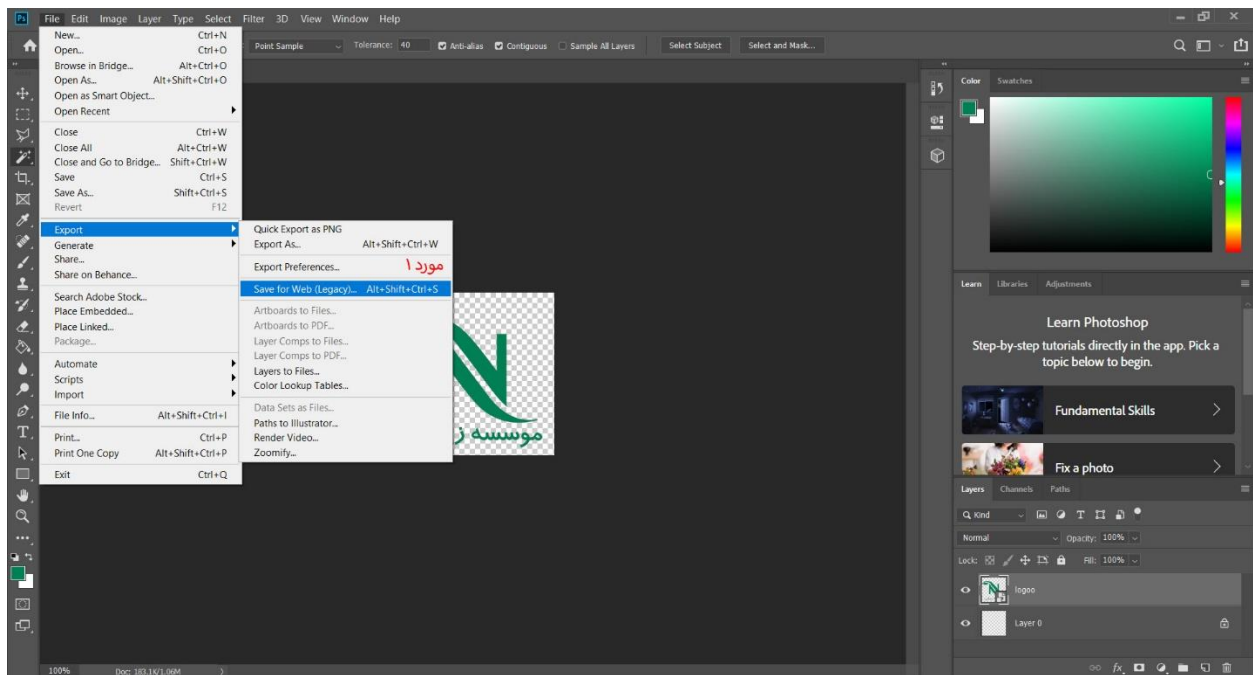 File Edit Image Layer Type Select Filter 3D View Window Help
Point Sample Tolerance: 40 Anti-alias Contiguous Sample All Layers Select Subject Select and Mask...
New... Ctrl+N
Open... Ctrl+O
Browse in Bridge... Alt+Ctrl+O
Open As... Alt+Shift+Ctrl+O
Open as Smart Object...
Open Recent
Close Ctrl+W
Close All Alt+Ctrl+W
Close and Go to Bridge... Shift+Ctrl+W
Save Ctrl+S
Save As... Shift+Ctrl+S
Revert F12
Export
Generate
Share...
Share on Behance...
Search Adobe Stock...
Place Embedded...
Place Linked...
Package...
Automate
Scripts
Import
File Info... Alt+Shift+Ctrl+I
Print... Ctrl+P
Print One Copy Alt+Shift+Ctrl+P
Exit Ctrl+Q
Quick Export as PNG
Export As... Alt+Shift+Ctrl+W
Export Preferences...
مورد ۱
Save for Web (Legacy)... Alt+Shift+Ctrl+S
Artboards to Files...
Artboards to PDF...
Layer Comps to Files...
Layer Comps to PDF...
Layers to Files...
Color Lookup Tables...
Data Sets as Files...
Paths to Illustrator...
Render Video...
Zoomify...
موسسه
Color Swatches
Learn Libraries Adjustments
Learn Photoshop
Step-by-step tutorials directly in the app. Pick a
topic below to begin.
Fundamental Skills
Fix a photo
Layers Channels Paths
Kind
Normal Opacity: 100%
Lock: Fill: 100%
logoo
Layer 0
100% Doc: 183.1K/1.06M
Ps